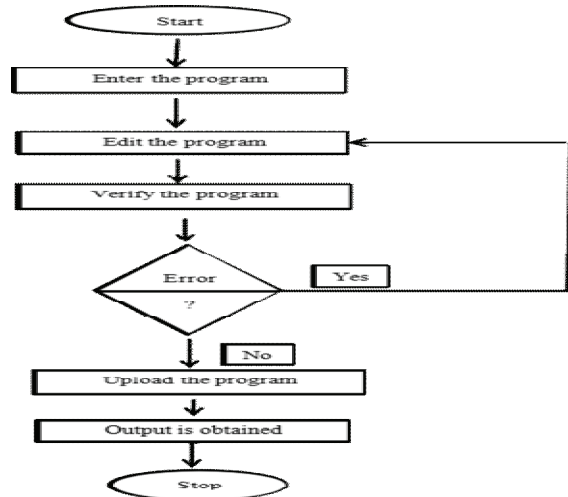 Start
Enter the program
Edit the program
Verify the program
Error
?
Yes
No
Upload the program
Output is obtained
Stop